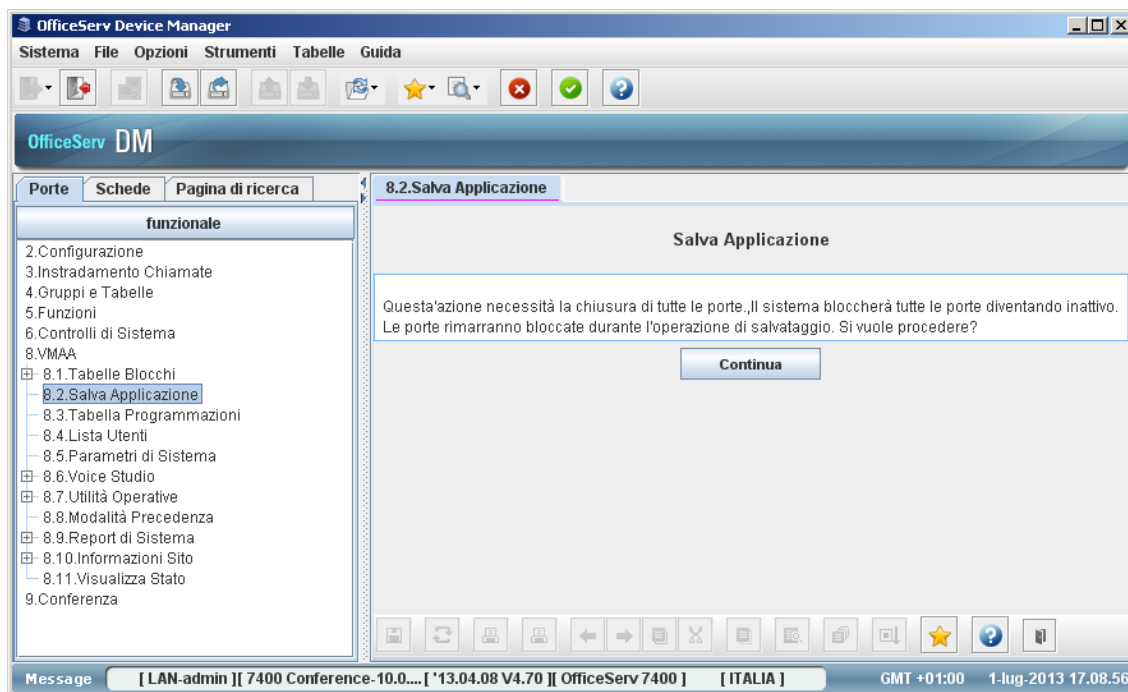 OfficeServ Device Manager
Sistema File Opzioni Strumenti Tabelle Guida
OfficeServ DM
Porte Schede Pagina di ricerca
funzionale
2.Configurazione
3.Instradamento Chiamate
4.Gruppi e Tabelle
5.Funzioni
6.Controlli di Sistema
8.VMAA
8.1.Tabelle Blocchi
8.2.Salva Applicazione
8.3.Tabella Programmazioni
8.4.Lista Utenti
8.5.Parametri di Sistema
8.6.Voice Studio
8.7.Utilità Operative
8.8.Modalità Precedenza
8.9.Report di Sistema
8.10.Informazioni Sito
8.11.Visualizza Stato
9.Conferenza
8.2.Salva Applicazione
Salva Applicazione
Questa'azione necessità la chiusura di tutte le porte.,Il sistema bloccherà tutte le porte diventando inattivo.
Le porte rimarranno bloccate durante l'operazione di salvataggio. Si vuole procedere?
Continua
Message [ LAN-admin ][ 7400 Conference-10.0.... [ '13.04.08 V4.70 ][ OfficeServ 7400 ] [ ITALIA ] GMT +01:00 1-lug-2013 17.08.56